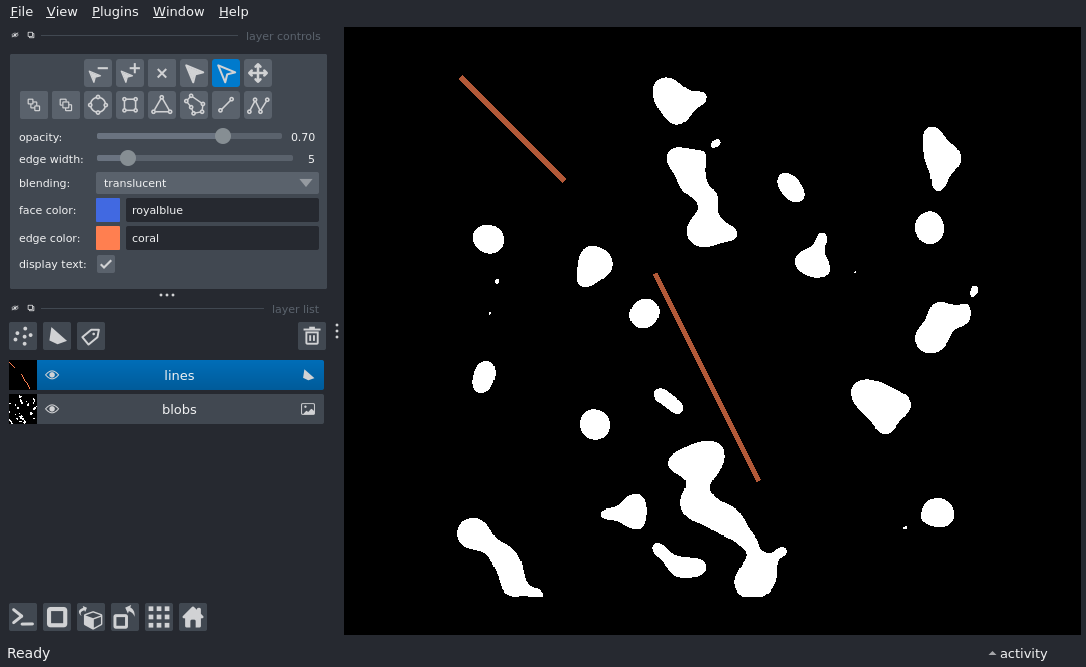 File View Plugins Window Help
layer controls
opacity: 0.70
edge width: 5
blending: translucent
face color: royalblue
edge color: coral
display text:
layer list
lines
blobs
Ready
activity